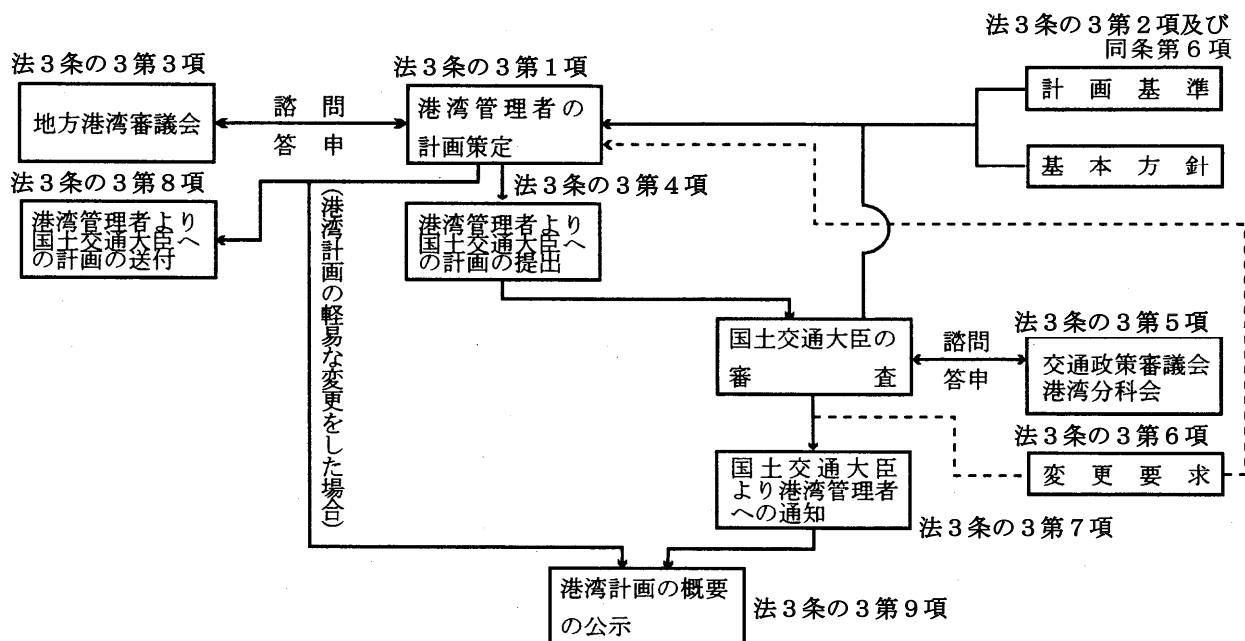 法3条の3第2項及び
同条第6項
計画基準
基本方針
法3条の3第3項
地方港湾審議会
諮問
答申
法3条の3第1項
港湾管理者の
計画策定
法3条の3第8項
港湾管理者より
国土交通大臣へ
の計画の送付
(港湾計画の軽易な変更をした場合)
法3条の3第4項
港湾管理者より
国土交通大臣へ
の計画の提出
国土交通大臣の
審査
諮問
答申
法3条の3第5項
交通政策審議会
港湾分科会
法3条の3第6項
変更要求
国土交通大臣
より港湾管理者
への通知
法3条の3第7項
港湾計画の概要
の公示
法3条の3第9項